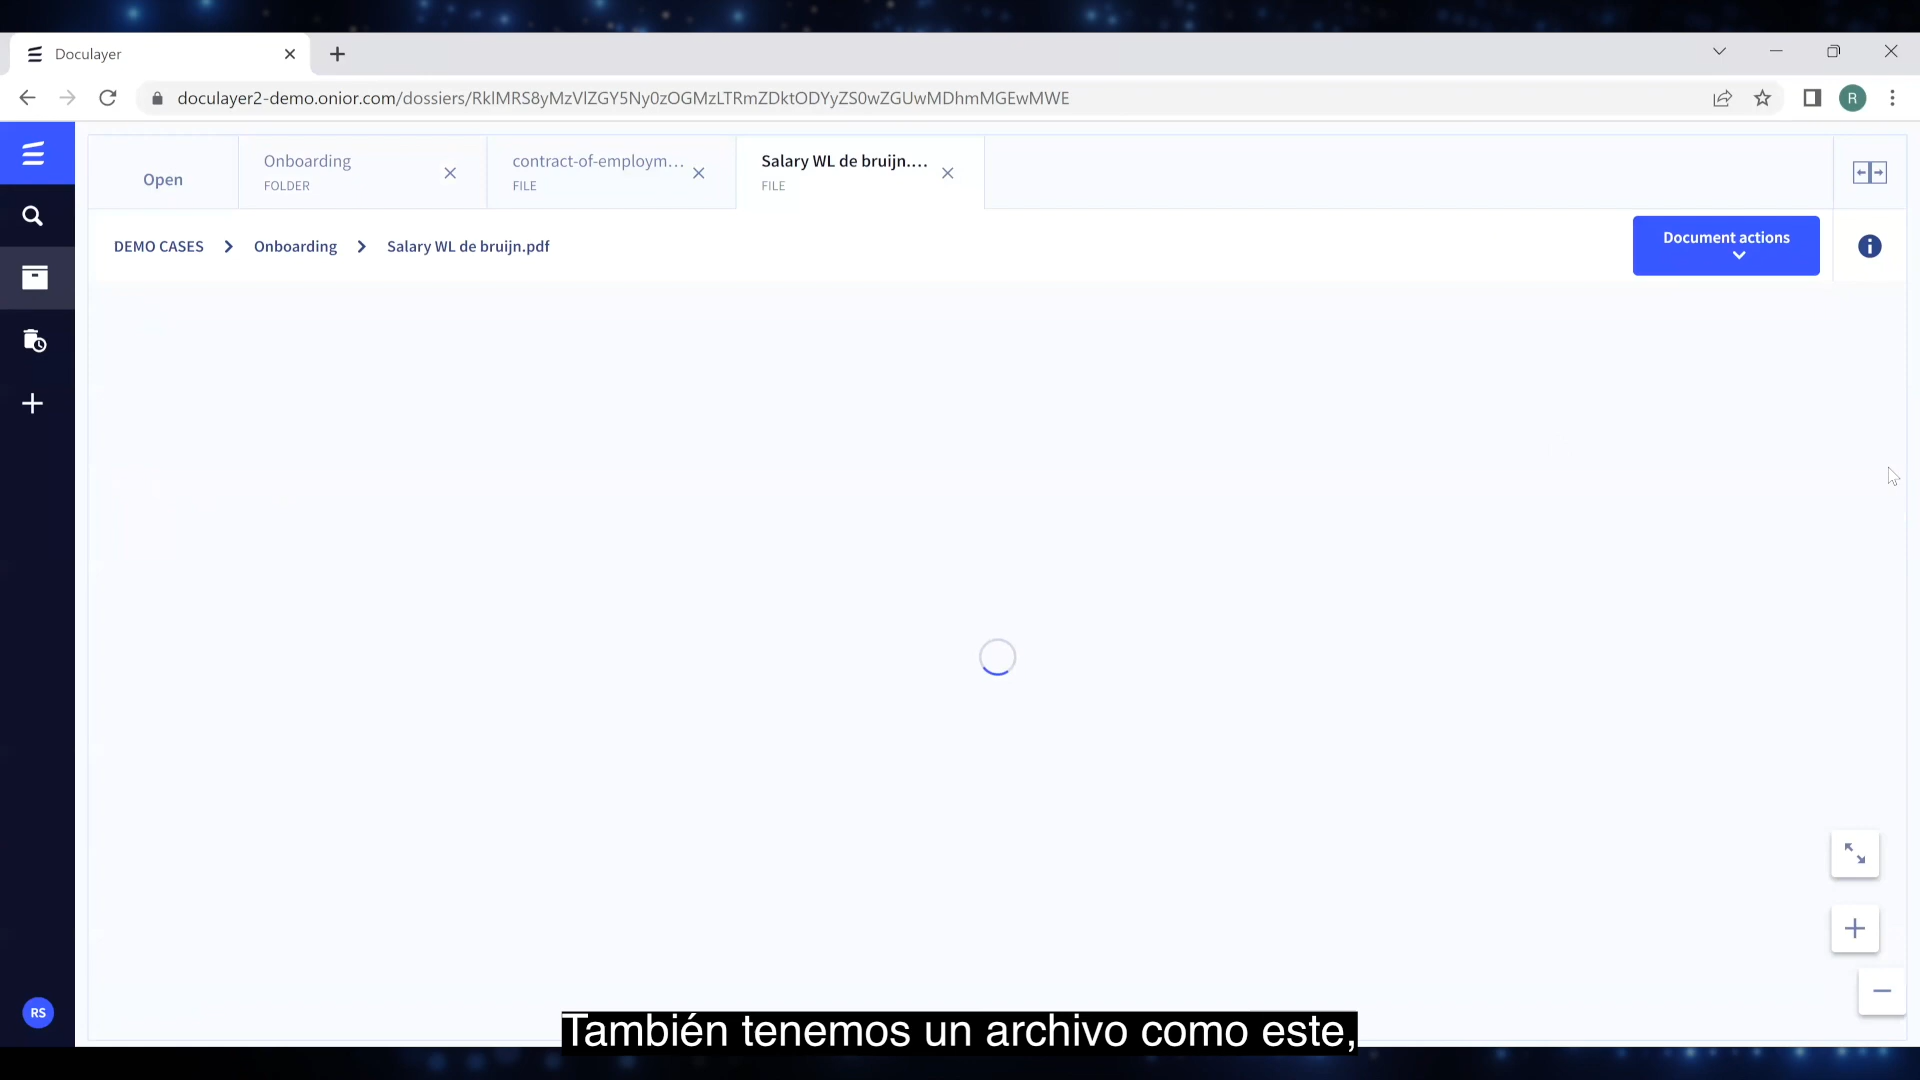 Doculayer
doculayer2-demo.onior.com/dossiers/RklMRS8yMzVlZGY5Ny0zOGMzLTRmZDktODYyZS0wZGUwMDhmMGEwMWE
R
Open
Onboarding
FOLDER
contract-of-employm...
FILE
Salary WL de bruijn....
FILE
DEMO CASES > Onboarding > Salary WL de bruijn.pdf
Document actions
RS
También tenemos un archivo como este,